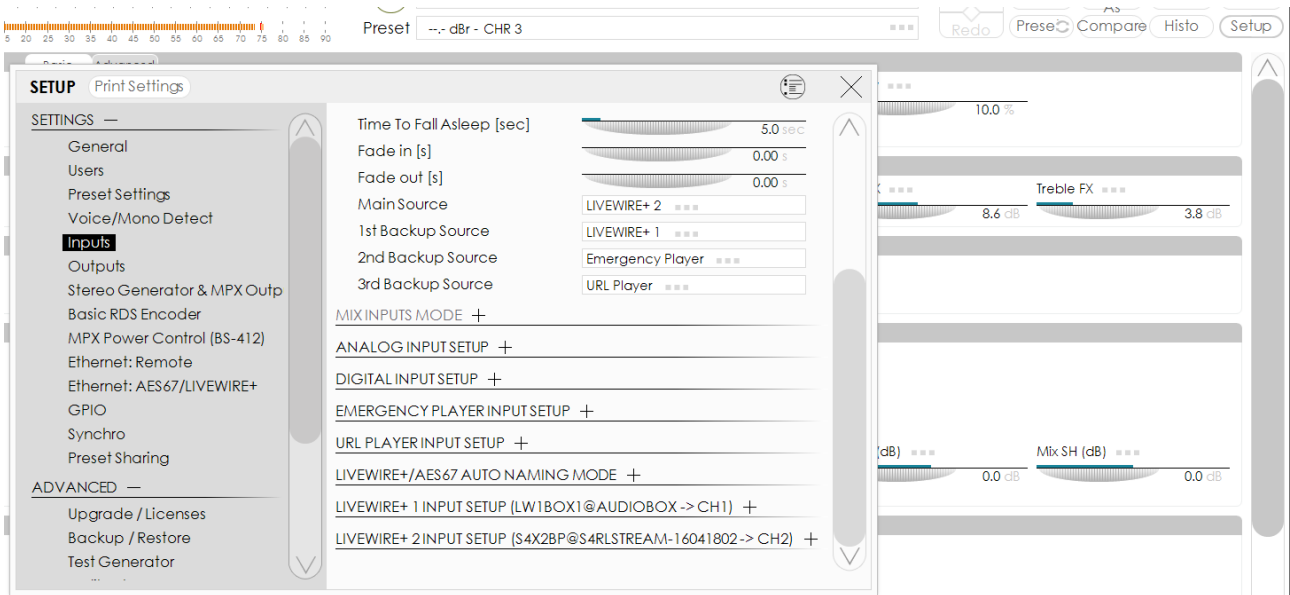 As
5 20 25 30 35 40 45 50 55 60 65 70 75 80 85 90
Preset --,- dBr - CHR 3
Redo Prese Compare Histo Setup
Basic Advanced
SETUP Print Settings
SETTINGS —
General
Users
Preset Settings
Voice/Mono Detect
Inputs
Outputs
Stereo Generator & MPX Outp
Basic RDS Encoder
MPX Power Control (BS-412)
Ethernet: Remote
Ethernet: AES67/LIVEWIRE+
GPIO
Synchro
Preset Sharing
ADVANCED —
Upgrade / Licenses
Backup / Restore
Test Generator
Time To Fall Asleep [sec] 5.0 sec
Fade in [s] 0.00 s
Fade out [s] 0.00 s
Main Source LIVEWIRE+ 2
1st Backup Source LIVEWIRE+ 1
2nd Backup Source Emergency Player
3rd Backup Source URL Player
MIX INPUTS MODE +
ANALOG INPUT SETUP +
DIGITAL INPUT SETUP +
EMERGENCY PLAYER INPUT SETUP +
URL PLAYER INPUT SETUP +
LIVEWIRE+/AES67 AUTO NAMING MODE +
LIVEWIRE+ 1 INPUT SETUP (LW1BOX1@AUDIOBOX -> CH1) +
LIVEWIRE+ 2 INPUT SETUP (S4X2BP@S4RLSTREAM-16041802 -> CH2) +
10.0 %
Treble FX
8.6 dB 3.8 dB
(dB) Mix SH (dB)
0.0 dB 0.0 dB